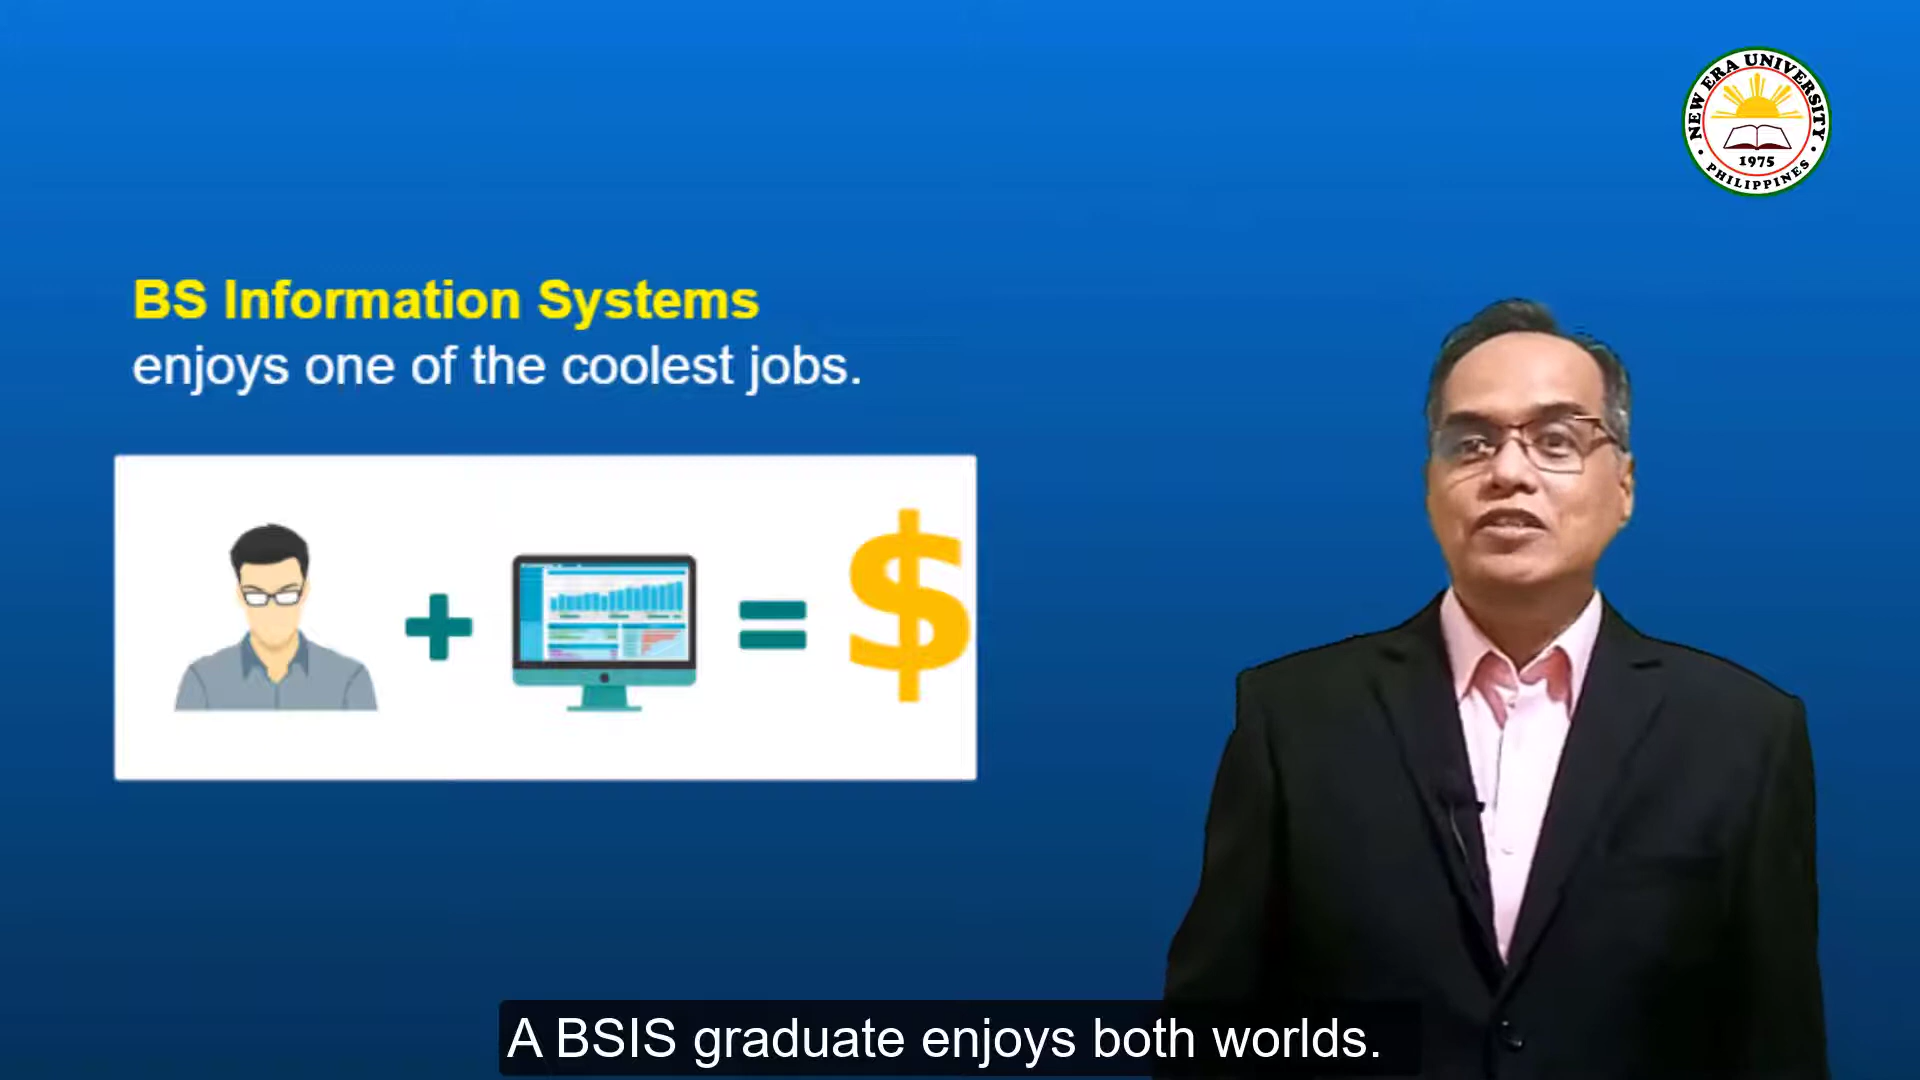 NEW ERA UNIVERSITY
1975
PHILIPPINES
BS Information Systems
enjoys one of the coolest jobs.
$
A BSIS graduate enjoys both worlds.